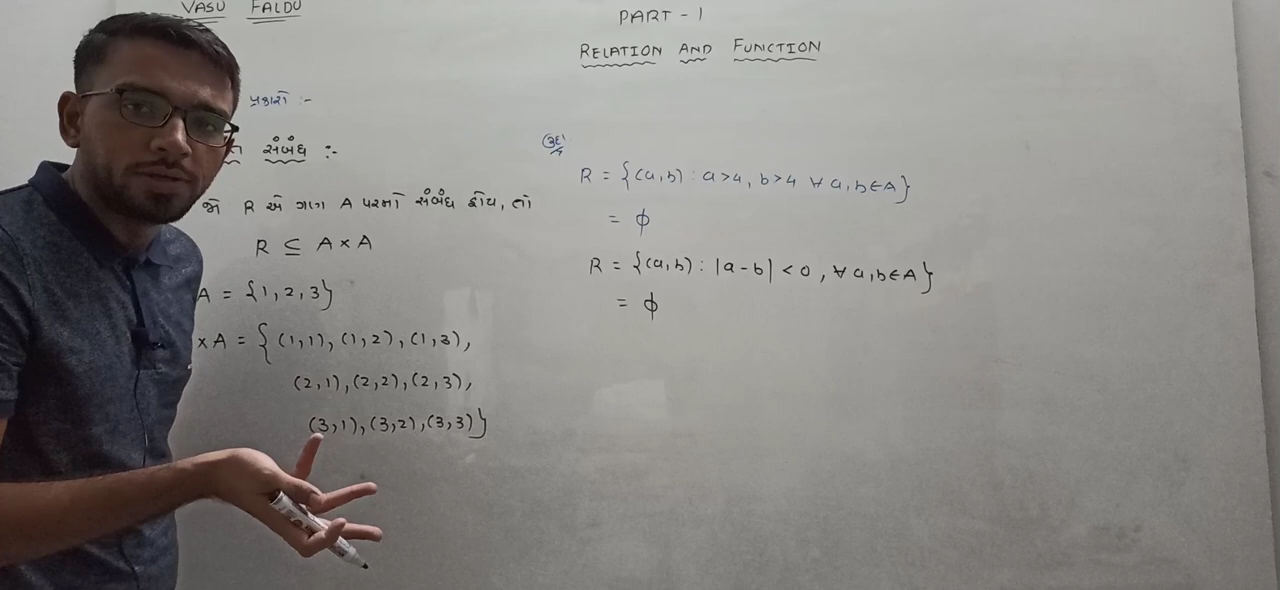 VASU FALDU
PART - 1
RELATION AND FUNCTION
પ્રકારો :-
સંબંધ :-
જો R એ ગણ A પરનો સંબંધ હોય, તો
R ⊆ A × A
A = {1, 2, 3}
× A = { (1,1), (1,2), (1,3),
(2,1), (2,2), (2,3),
(3,1), (3,2), (3,3) }
R = {(a,b) : a>4, b>4 ∀ a,b∈A}
= ϕ
R = {(a,b) : |a-b| < 0, ∀ a,b∈A}
= ϕ